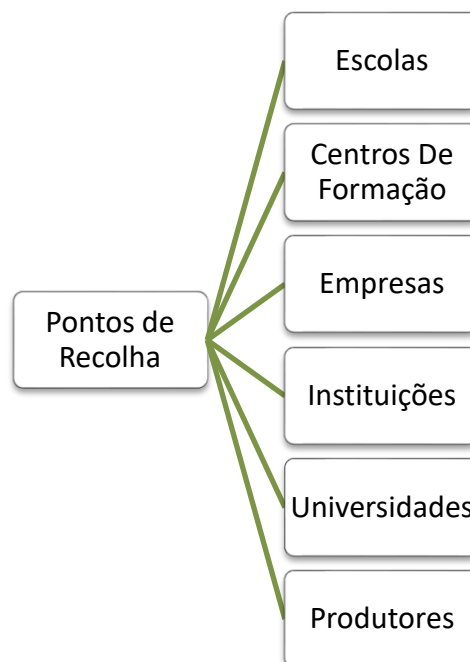 Escolas
Centros De
Formação
Empresas
Pontos de
Recolha
Instituições
Universidades
Produtores